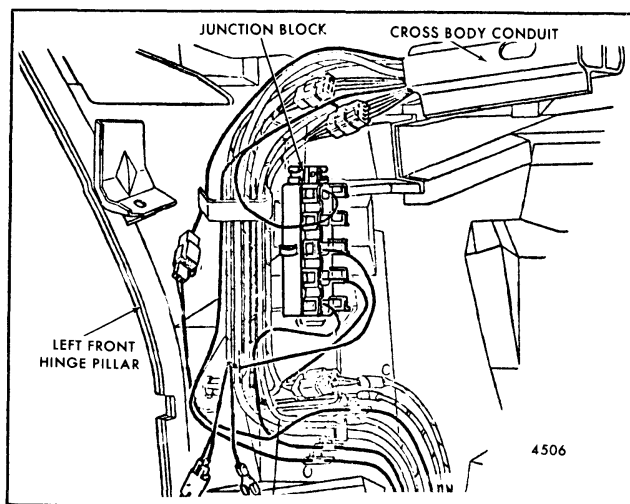 JUNCTION BLOCK
CROSS BODY CONDUIT
LEFT FRONT
HINGE PILLAR
4506